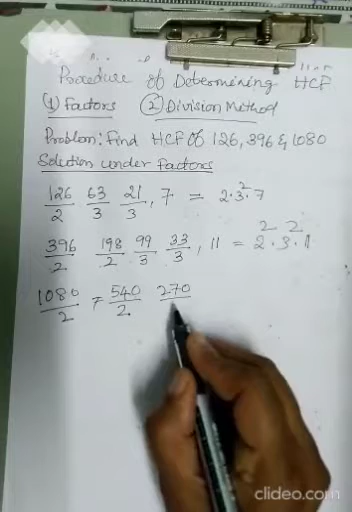 Procedure of Determining HCF
① Factors ② Division Method
Problem: Find HCF of 126, 396 & 1080
Solution under factors
126/2 63/3 21/3, 7 = 2·3²·7
396/2 198/2 99/3 33/3, 11 = 2²·3²·1
1080/2 = 540/2 270
clideo.com